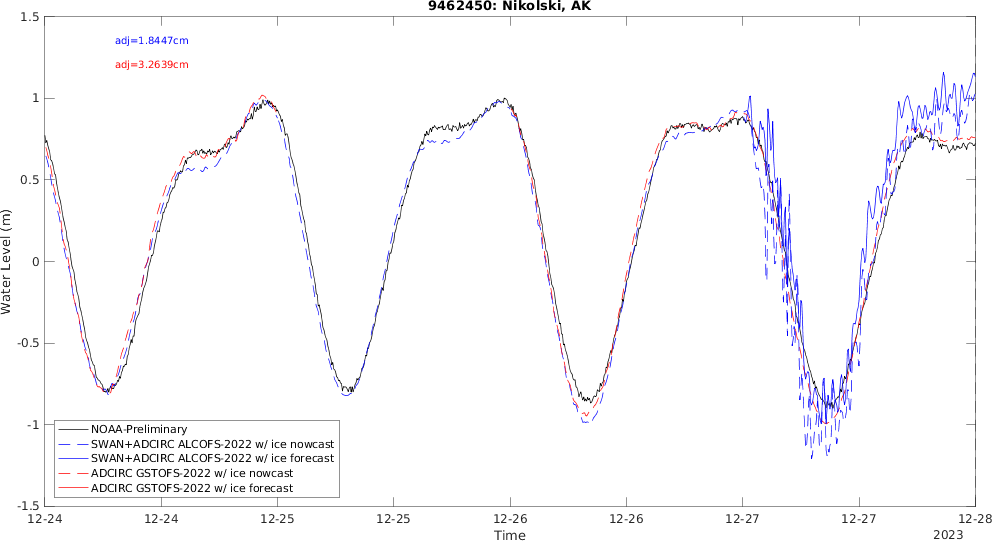 9462450: Nikolski, AK
1.5
adj=1.8447cm
adj=3.2639cm
1
0.5
0
-0.5
-1
-1.5
Water Level (m)
NOAA-Preliminary
SWAN+ADCIRC ALCOFS-2022 w/ ice nowcast
SWAN+ADCIRC ALCOFS-2022 w/ ice forecast
ADCIRC GSTOFS-2022 w/ ice nowcast
ADCIRC GSTOFS-2022 w/ ice forecast
12-24 12-24 12-25 12-25 12-26 12-26 12-27 12-27 12-28
Time
2023